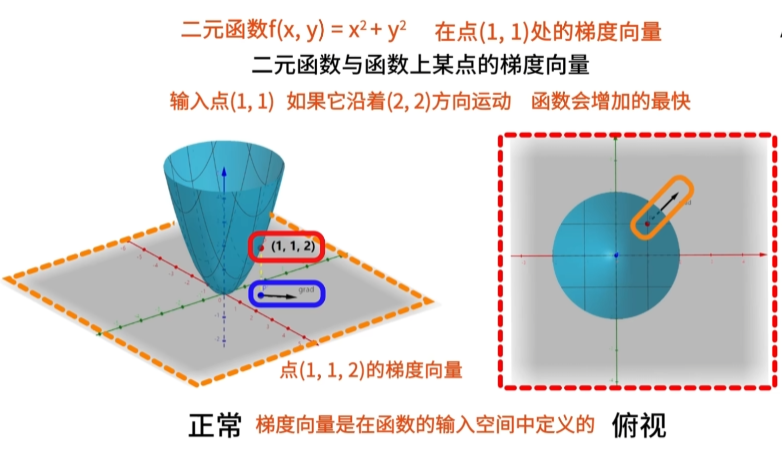 二元函数f(x, y) = x²+ y² 在点(1, 1)处的梯度向量
二元函数与函数上某点的梯度向量
输入点(1, 1) 如果它沿着(2, 2)方向运动 函数会增加的最快
(1, 1, 2)
grad
点(1, 1, 2)的梯度向量
正常 梯度向量是在函数的输入空间中定义的 俯视